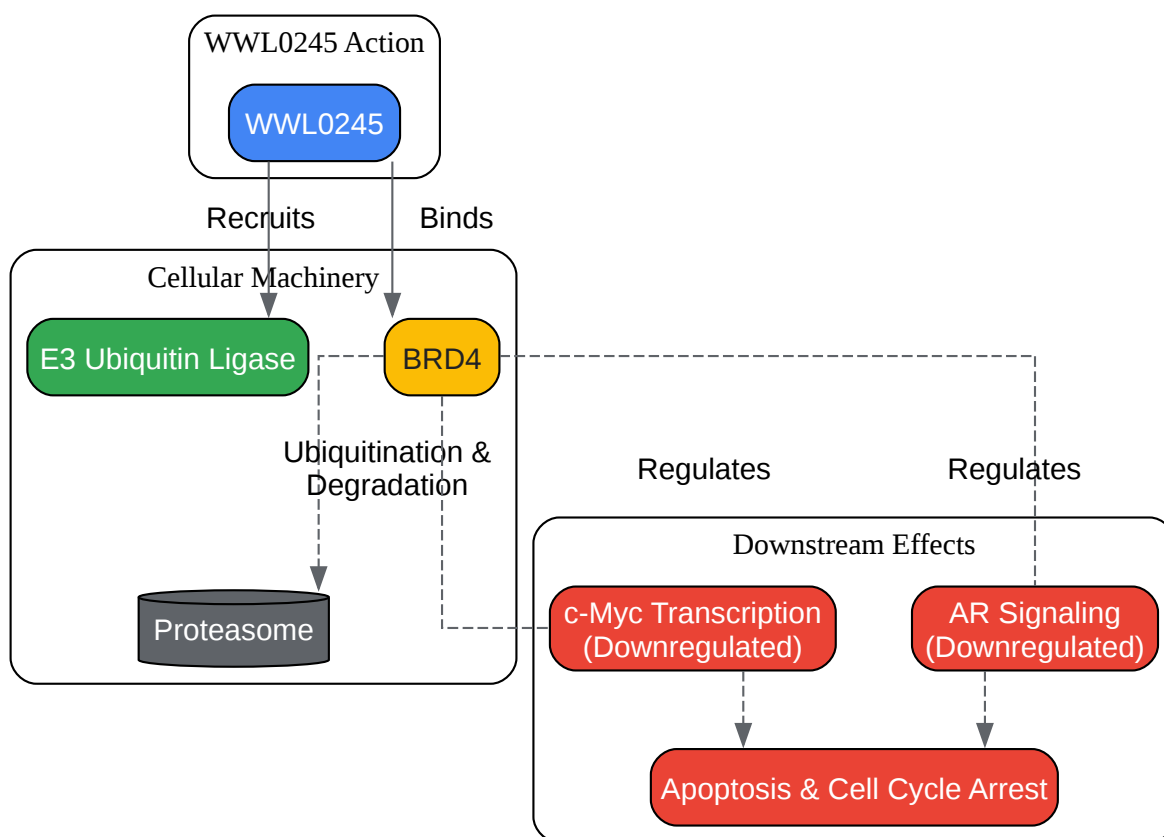 WWL0245 Action
WWL0245
Recruits
Binds
Cellular Machinery
E3 Ubiquitin Ligase
BRD4
Ubiquitination &
Degradation
Regulates
Regulates
Downstream Effects
Proteasome
c-Myc Transcription
(Downregulated)
AR Signaling
(Downregulated)
Apoptosis & Cell Cycle Arrest